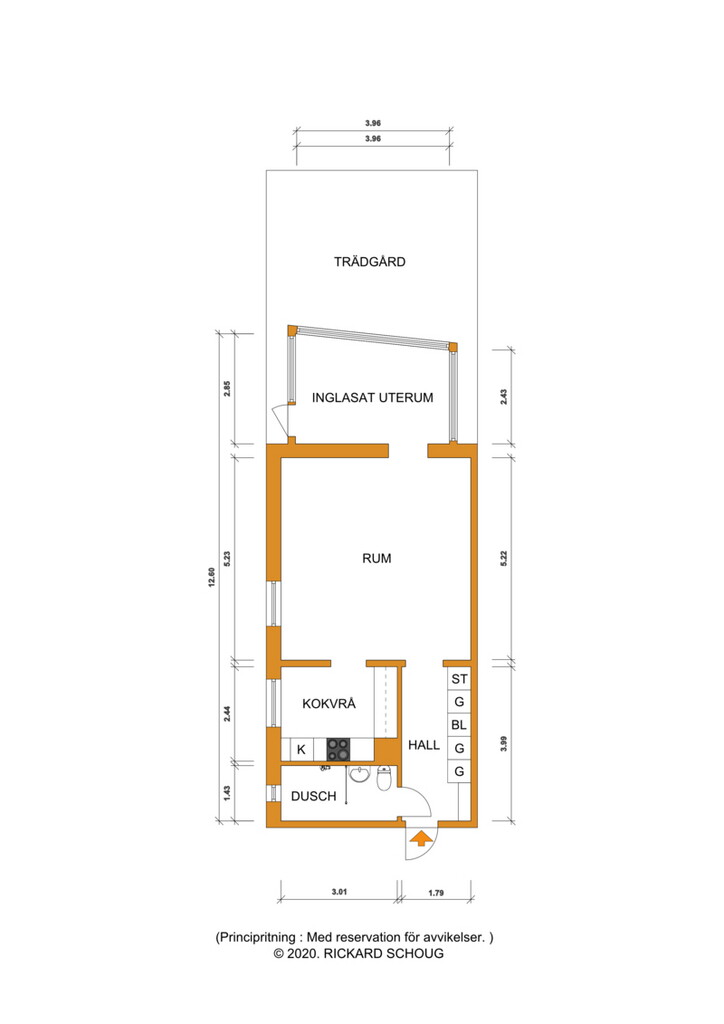 3.96
3.96
TRÄDGÅRD
2.85
INGLASAT UTERUM
2.43
5.23
12.60
RUM
5.22
ST
G
KOKVRÅ
2.44
BL
HALL
K
G
3.99
G
1.43
DUSCH
3.01
1.79
(Principritning : Med reservation för avvikelser. )
© 2020. RICKARD SCHOUG